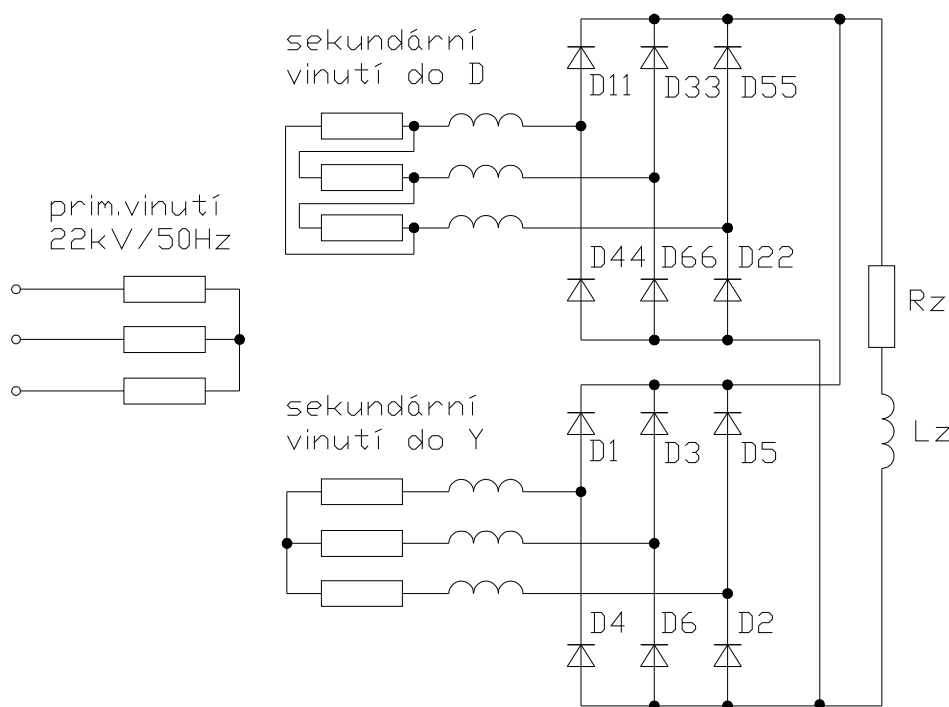 sekundární
vinutí do D
D11
D33
D55
prim.vinutí
22kV/50Hz
D44
D66
D22
Rz
sekundární
vinutí do Y
D1
D3
D5
Lz
D4
D6
D2